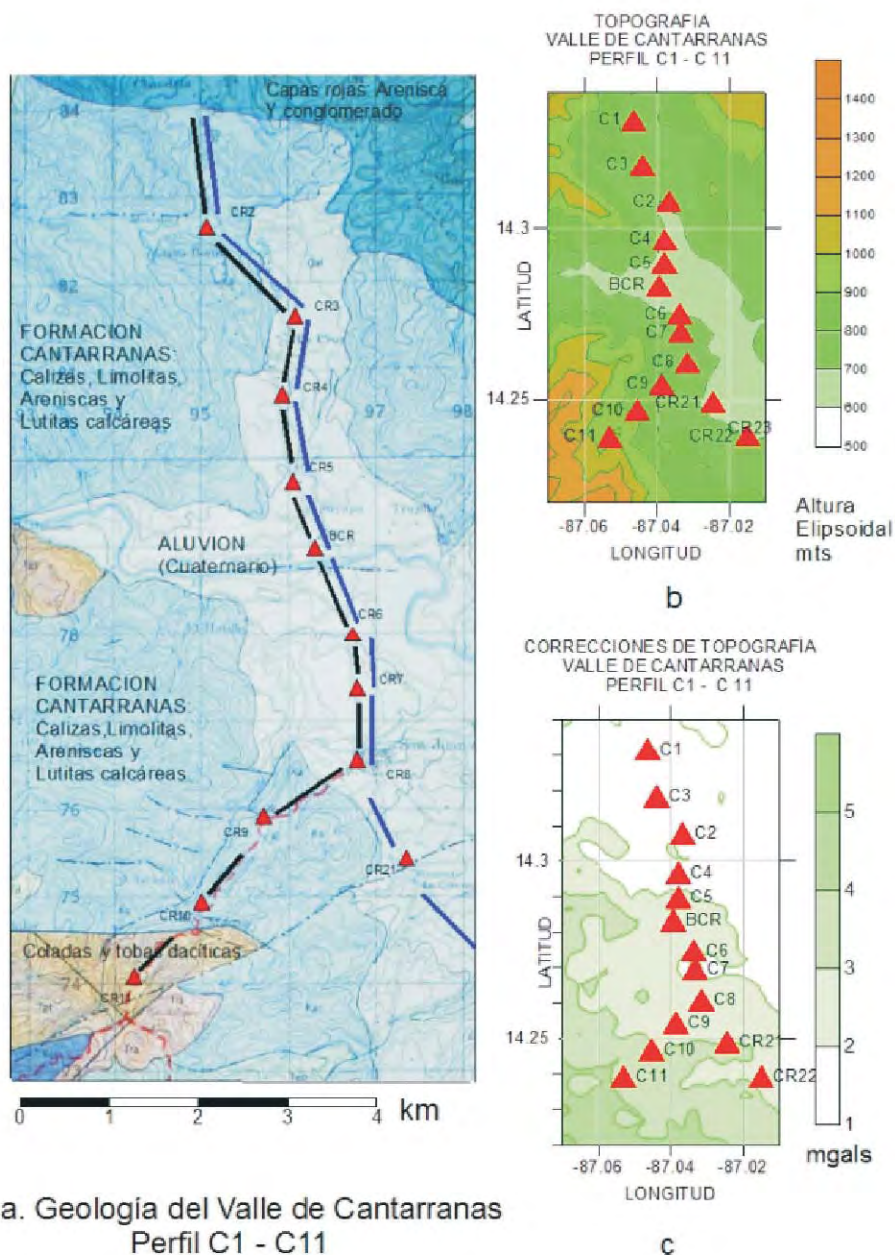 Capas rojas: Arenisca
Y conglomerado
84
83
82
CR2
CR3
FORMACION
CANTARRANAS:
Calizas, Limolitas,
Areniscas y
Lutitas calcáreas
95
97
98
CR4
CR5
ALUVION
(Cuaternario)
BCR
CR6
78
CR7
FORMACION
CANTARRANAS:
Calizas, Limolitas,
Areniscas y
Lutitas calcáreas
CR8
76
CR9
CR21
75
CR10
Coladas y tobas dacíticas
74
CR11
0 1 2 3 4 km
a. Geología del Valle de Cantarranas
Perfil C1 - C11
TOPOGRAFIA
VALLE DE CANTARRANAS
PERFIL C1 - C 11
C1
C3
C2
C4
C5
BCR
C6
C7
C8
C9
CR21
C10
C11
CR22
CR23
14.3
14.25
LATITUD
-87.06 -87.04 -87.02
LONGITUD
1400
1300
1200
1100
1000
900
800
700
600
500
Altura
Elipsoidal
mts
b
CORRECCIONES DE TOPOGRAFÍA
VALLE DE CANTARRANAS
PERFIL C1 - C 11
C1
C3
C2
C4
C5
BCR
C6
C7
C8
C9
CR21
C10
C11
CR22
14.3
14.25
LATITUD
-87.06 -87.04 -87.02
LONGITUD
5
4
3
2
1
mgals
c